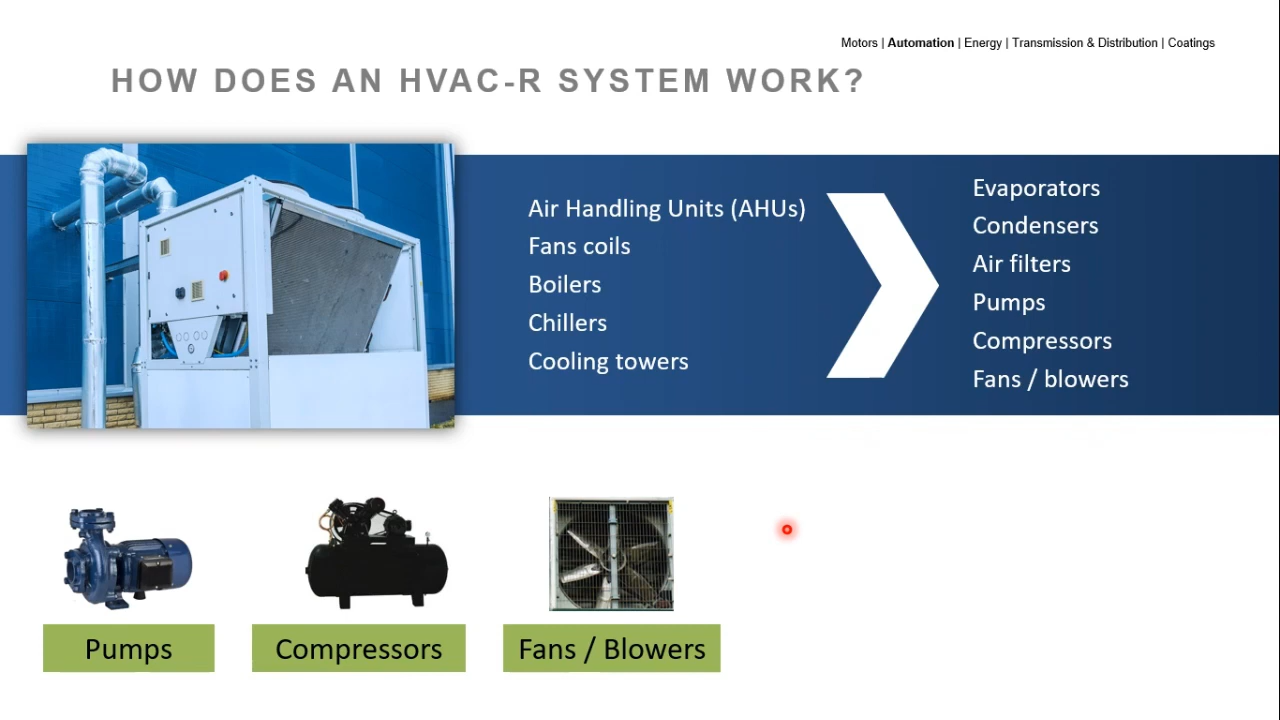 Motors | Automation | Energy | Transmission & Distribution | Coatings
HOW DOES AN HVAC-R SYSTEM WORK?
Air Handling Units (AHUs)
Fans coils
Boilers
Chillers
Cooling towers
Evaporators
Condensers
Air filters
Pumps
Compressors
Fans / blowers
Pumps
Compressors
Fans / Blowers